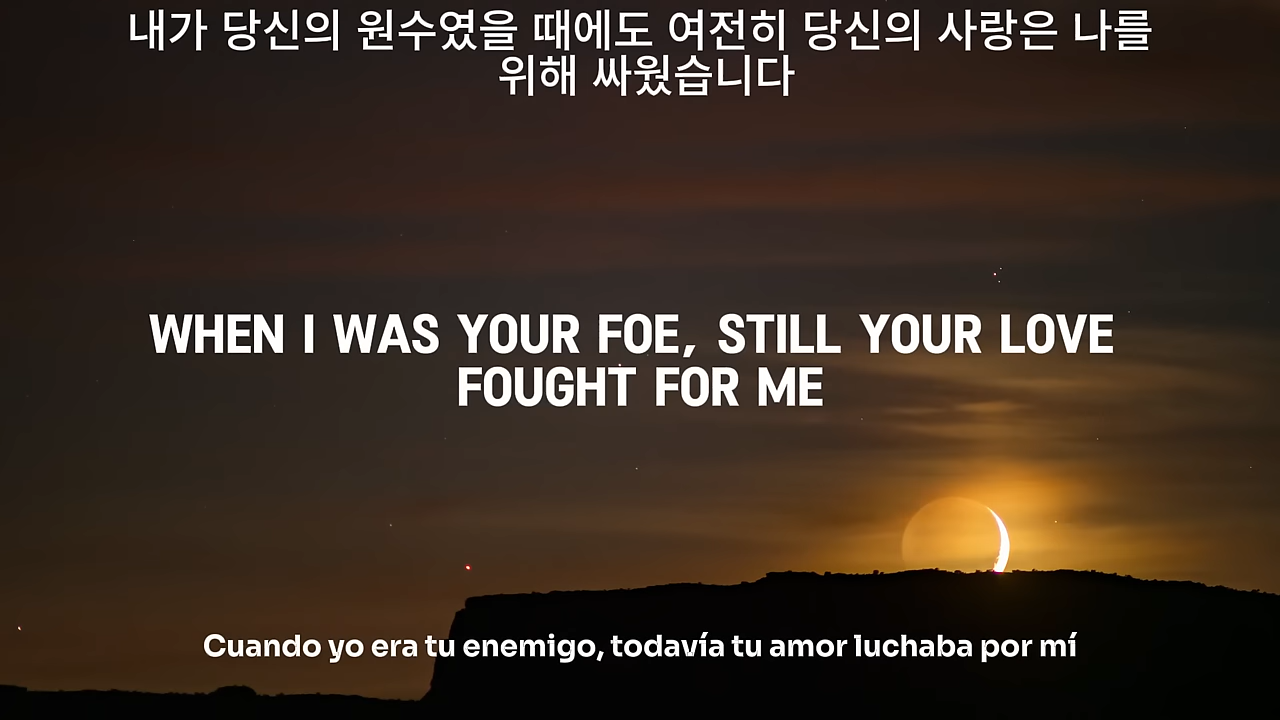 내가 당신의 원수였을 때에도 여전히 당신의 사랑은 나를
위해 싸웠습니다
WHEN I WAS YOUR FOE, STILL YOUR LOVE
FOUGHT FOR ME
Cuando yo era tu enemigo, todavía tu amor luchaba por mí